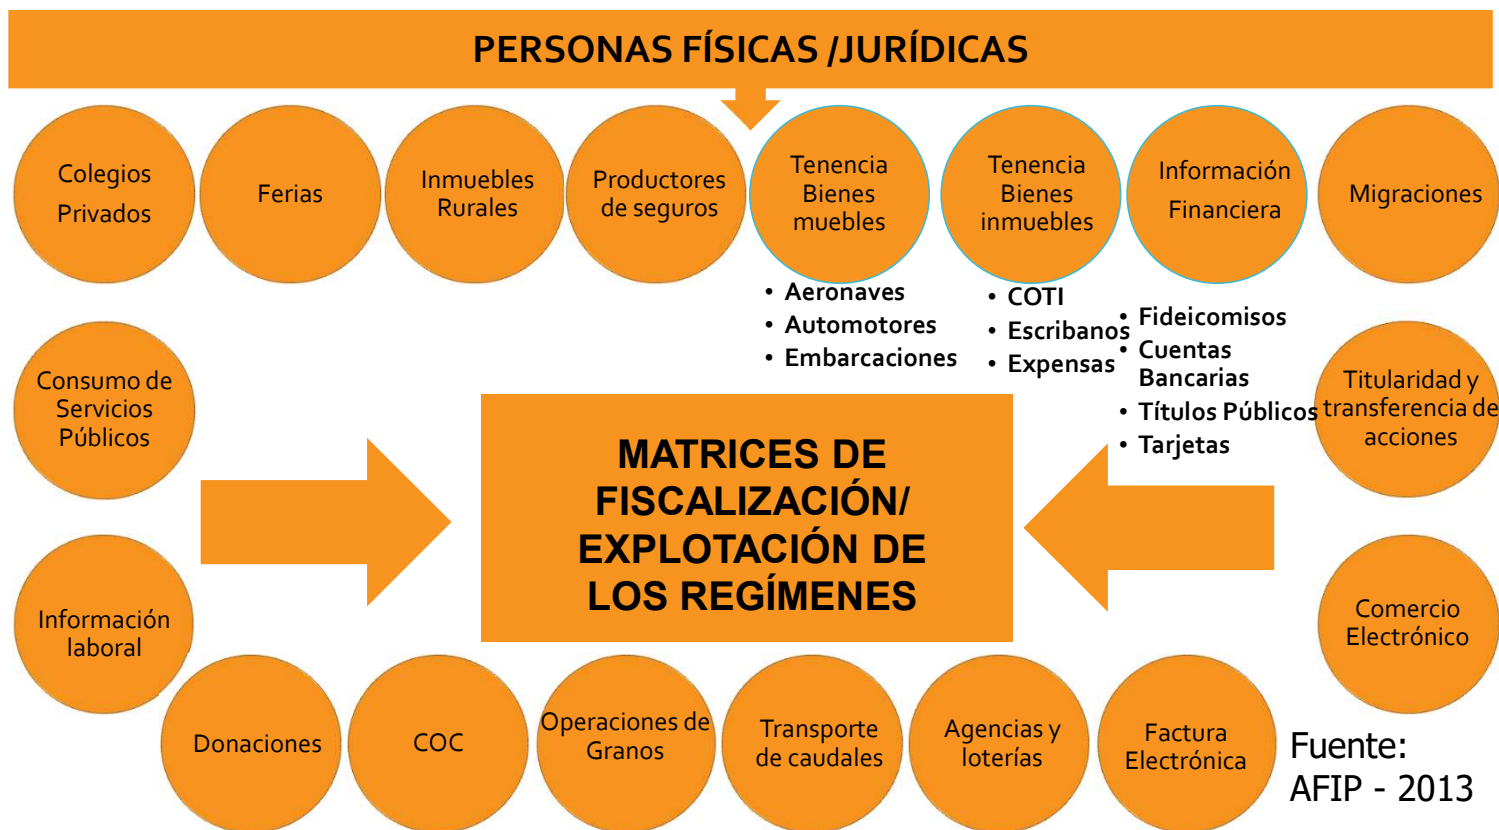 PERSONAS FÍSICAS /JURÍDICAS
Colegios
Privados
Ferias
Inmuebles
Rurales
Productores
de seguros
Tenencia
Bienes
muebles
Tenencia
Bienes
inmuebles
Información
Financiera
Migraciones
• Aeronaves
• Automotores
• Embarcaciones
• COTI
• Escribanos
• Expensas
• Fideicomisos
• Cuentas
Bancarias
• Títulos Públicos
• Tarjetas
Consumo de
Servicios
Públicos
Titularidad y
transferencia de
acciones
MATRICES DE
FISCALIZACIÓN/
EXPLOTACIÓN DE
LOS REGÍMENES
Información
laboral
Comercio
Electrónico
Donaciones
COC
Operaciones de
Granos
Transporte
de caudales
Agencias y
loterías
Factura
Electrónica
Fuente:
AFIP - 2013